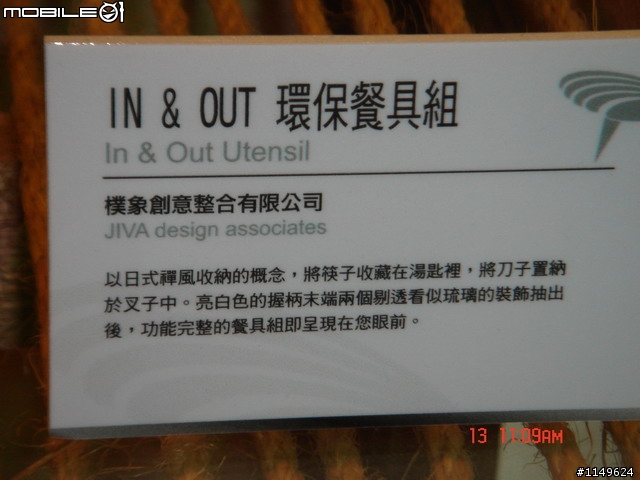 MOBILE01
IN & OUT 環保餐具組
In & Out Utensil
樸象創意整合有限公司
JIVA design associates
以日式禪風收納的概念，將筷子收藏在湯匙裡，將刀子置納
於叉子中。亮白色的握柄末端兩個剔透看似琉璃的裝飾抽出
後，功能完整的餐具組即呈現在您眼前。
13 11:09AM
#1149624